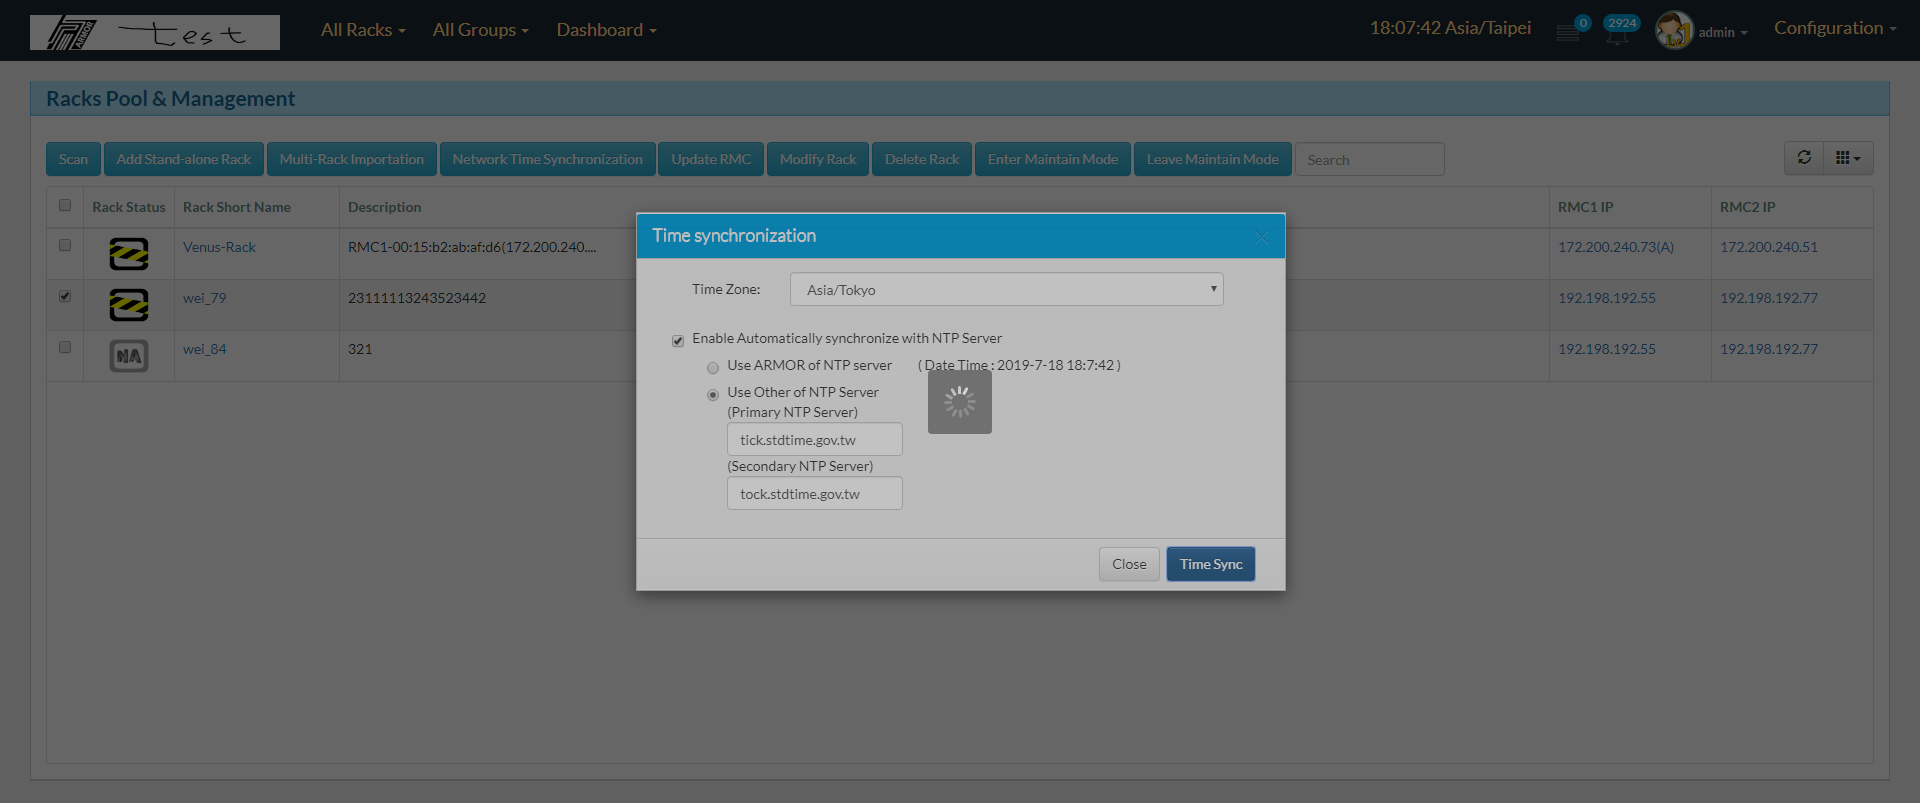 ARMOR test All Racks All Groups Dashboard 18:07:42 Asia/Taipei 0 2924 admin Configuration
Racks Pool & Management
Scan Add Stand-alone Rack Multi-Rack Importation Network Time Synchronization Update RMC Modify Rack Delete Rack Enter Maintain Mode Leave Maintain Mode Search
Rack Status Rack Short Name Description RMC1 IP RMC2 IP
Venus-Rack RMC1-00:15:b2:ab:af:d6(172.200.240.... 172.200.240.73(A) 172.200.240.51
wei_79 23111113243523442 192.198.192.55 192.198.192.77
NA wei_84 321 192.198.192.55 192.198.192.77
Time synchronization
Time Zone: Asia/Tokyo
Enable Automatically synchronize with NTP Server
Use ARMOR of NTP server ( Date Time : 2019-7-18 18:7:42 )
Use Other of NTP Server
(Primary NTP Server)
tick.stdtime.gov.tw
(Secondary NTP Server)
tock.stdtime.gov.tw
Close Time Sync